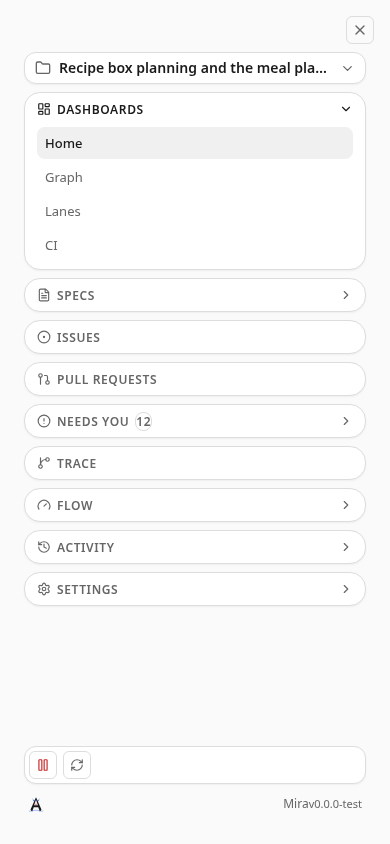 Recipe box planning and the meal pla...
DASHBOARDS
Home
Graph
Lanes
CI
SPECS
ISSUES
PULL REQUESTS
NEEDS YOU 12
TRACE
FLOW
ACTIVITY
SETTINGS
Mirav0.0.0-test